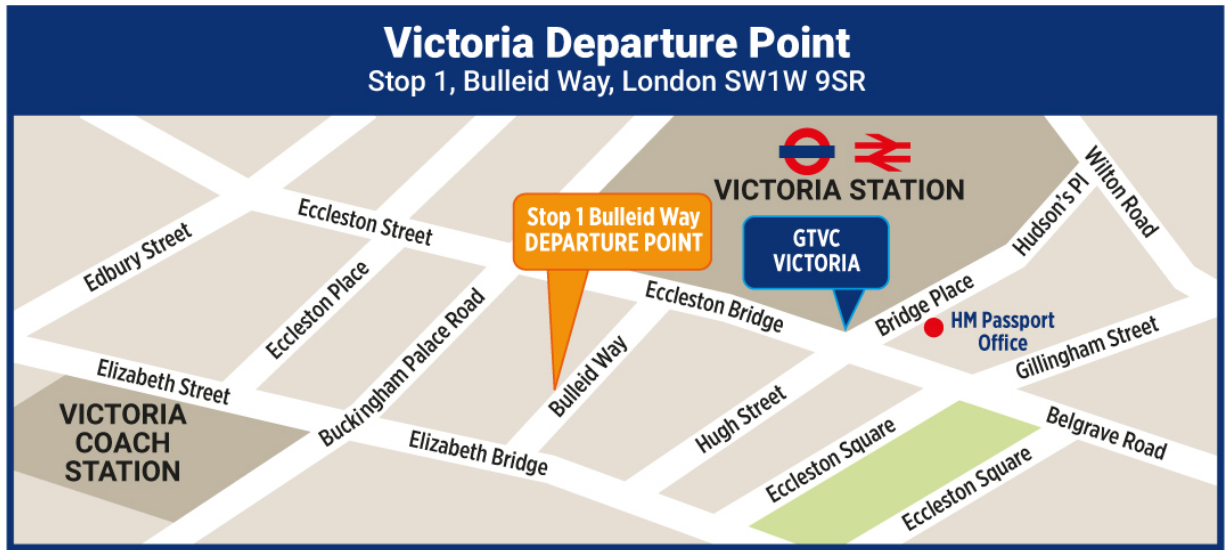 Victoria Departure Point
Stop 1, Bulleid Way, London SW1W 9SR
VICTORIA STATION
Wilton Road
Hudson's Pl
Stop 1 Bulleid Way
DEPARTURE POINT
GTVC
VICTORIA
Eccleston Street
Edbury Street
Eccleston Place
Buckingham Palace Road
Eccleston Bridge
Bridge Place
HM Passport
Office
Gillingham Street
Bulleid Way
Elizabeth Street
VICTORIA
COACH
STATION
Elizabeth Bridge
Hugh Street
Eccleston Square
Belgrave Road
Eccleston Square